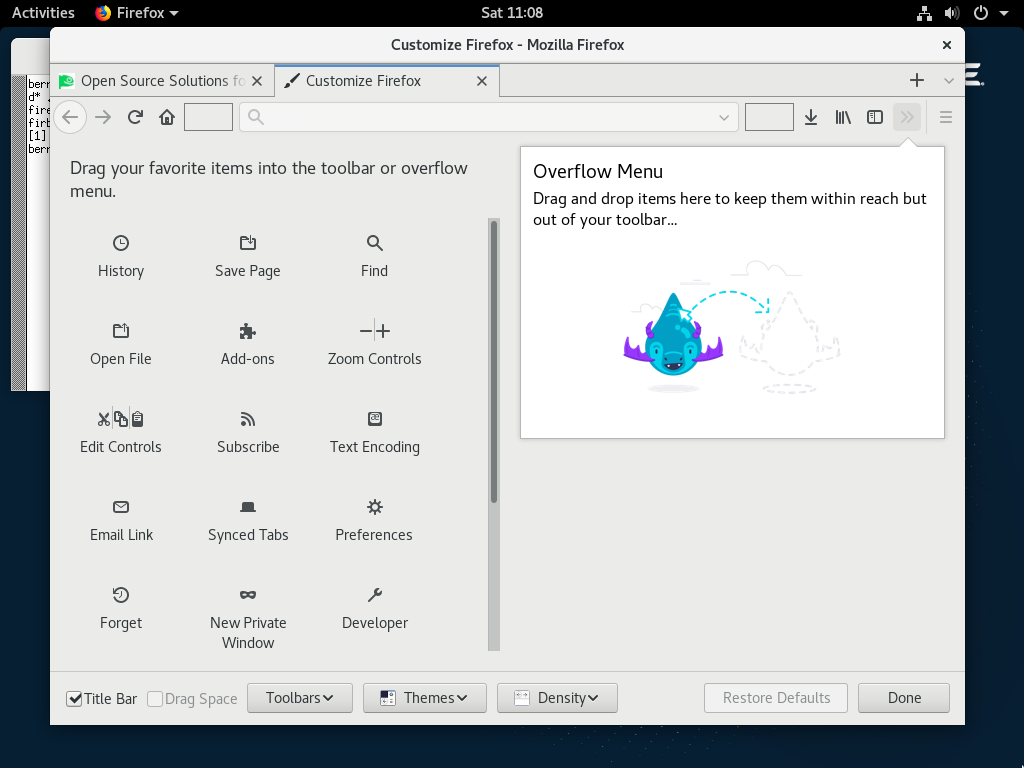 Activities Firefox Sat 11:08
Customize Firefox - Mozilla Firefox
Open Source Solutions fo Customize Firefox
bern
d*
fire
firb
[1]
bern
Drag your favorite items into the toolbar or overflow
menu.
History Save Page Find
Open File Add-ons Zoom Controls
Edit Controls Subscribe Text Encoding
Email Link Synced Tabs Preferences
Forget New Private Developer
Window
Overflow Menu
Drag and drop items here to keep them within reach but
out of your toolbar...
Title Bar Drag Space Toolbars Themes Density Restore Defaults Done